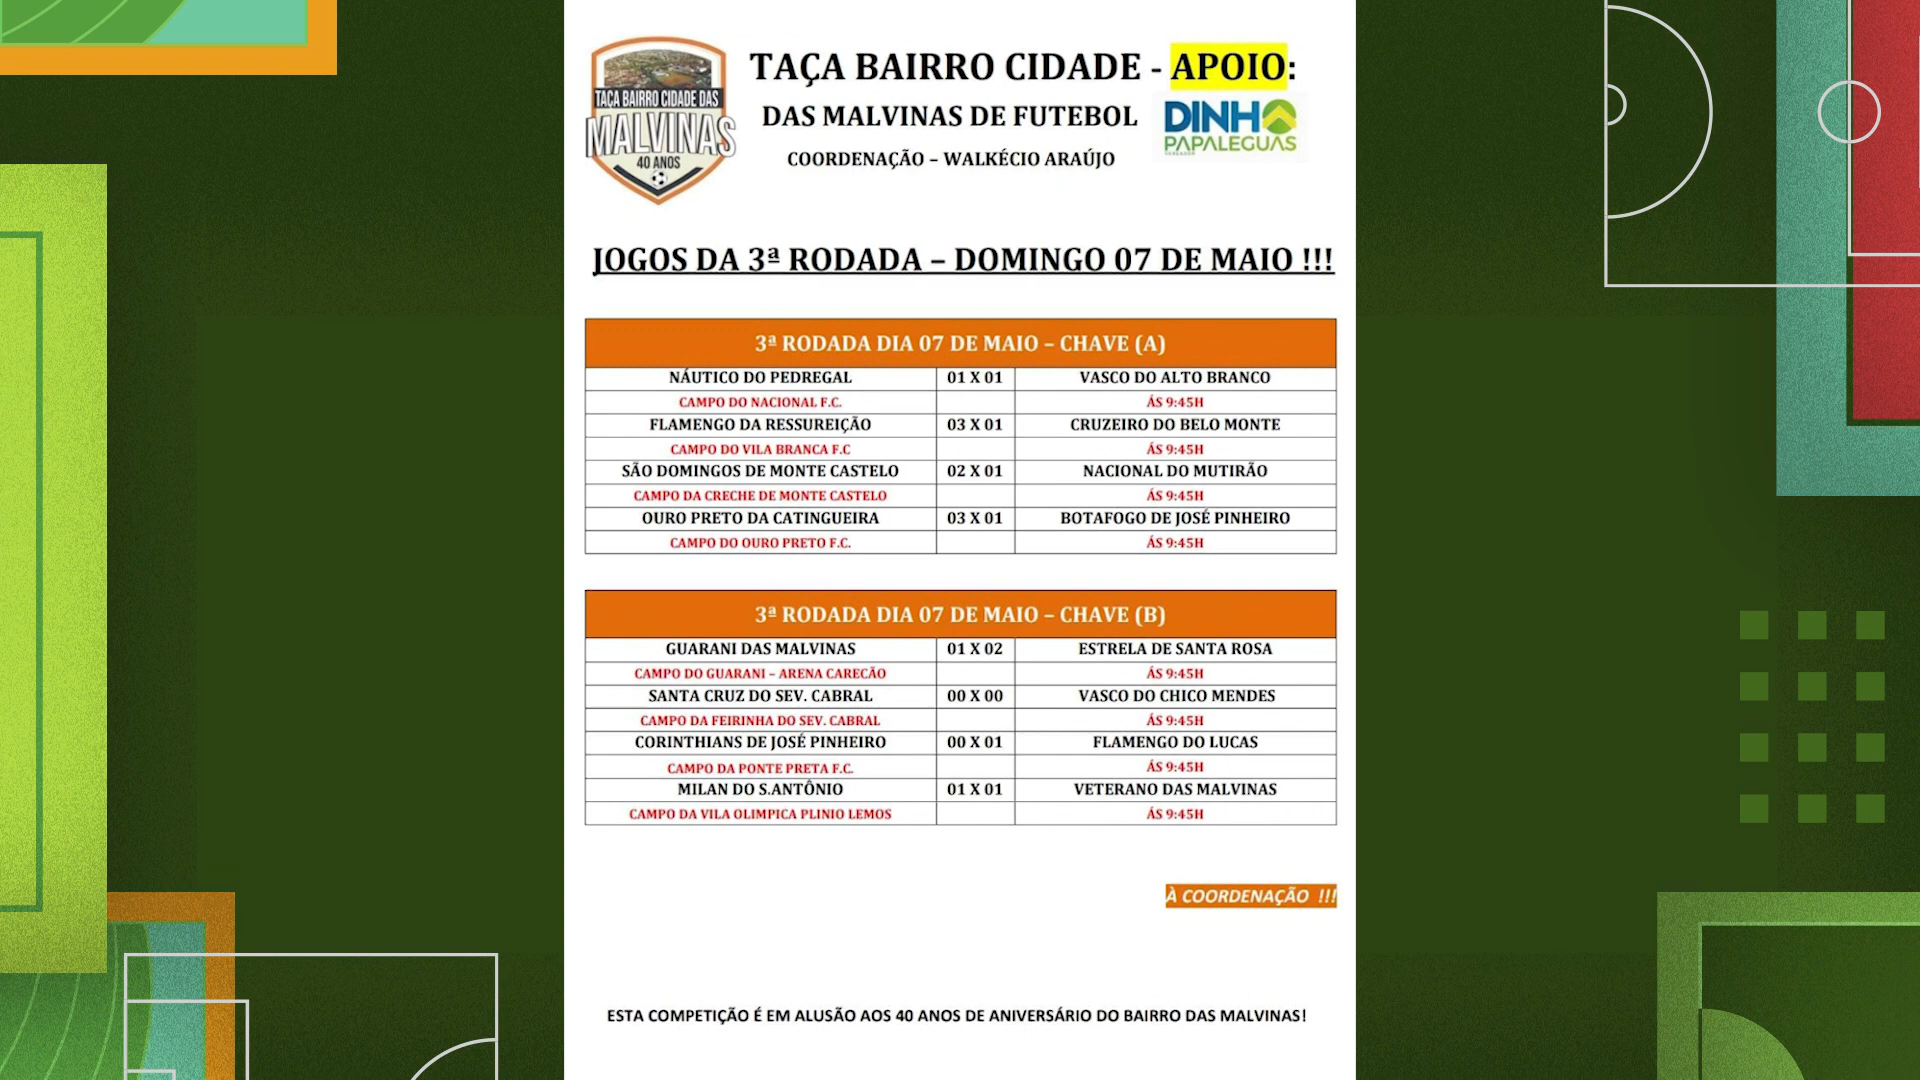 TAÇA BAIRRO CIDADE DAS
MALVINAS
40 ANOS
TAÇA BAIRRO CIDADE - APOIO:
DAS MALVINAS DE FUTEBOL
COORDENAÇÃO – WALKÉCIO ARAÚJO
DINHO
PAPALEGUAS
VEREADOR
JOGOS DA 3ª RODADA – DOMINGO 07 DE MAIO !!!
3ª RODADA DIA 07 DE MAIO – CHAVE (A)
NÁUTICO DO PEDREGAL 01 X 01 VASCO DO ALTO BRANCO
CAMPO DO NACIONAL F.C. ÁS 9:45H
FLAMENGO DA RESSUREIÇÃO 03 X 01 CRUZEIRO DO BELO MONTE
CAMPO DO VILA BRANCA F.C ÁS 9:45H
SÃO DOMINGOS DE MONTE CASTELO 02 X 01 NACIONAL DO MUTIRÃO
CAMPO DA CRECHE DE MONTE CASTELO ÁS 9:45H
OURO PRETO DA CATINGUEIRA 03 X 01 BOTAFOGO DE JOSÉ PINHEIRO
CAMPO DO OURO PRETO F.C. ÁS 9:45H
3ª RODADA DIA 07 DE MAIO – CHAVE (B)
GUARANI DAS MALVINAS 01 X 02 ESTRELA DE SANTA ROSA
CAMPO DO GUARANI – ARENA CARECÃO ÁS 9:45H
SANTA CRUZ DO SEV. CABRAL 00 X 00 VASCO DO CHICO MENDES
CAMPO DA FEIRINHA DO SEV. CABRAL ÁS 9:45H
CORINTHIANS DE JOSÉ PINHEIRO 00 X 01 FLAMENGO DO LUCAS
CAMPO DA PONTE PRETA F.C. ÁS 9:45H
MILAN DO S.ANTÔNIO 01 X 01 VETERANO DAS MALVINAS
CAMPO DA VILA OLIMPICA PLINIO LEMOS ÁS 9:45H
À COORDENAÇÃO !!!
ESTA COMPETIÇÃO É EM ALUSÃO AOS 40 ANOS DE ANIVERSÁRIO DO BAIRRO DAS MALVINAS!